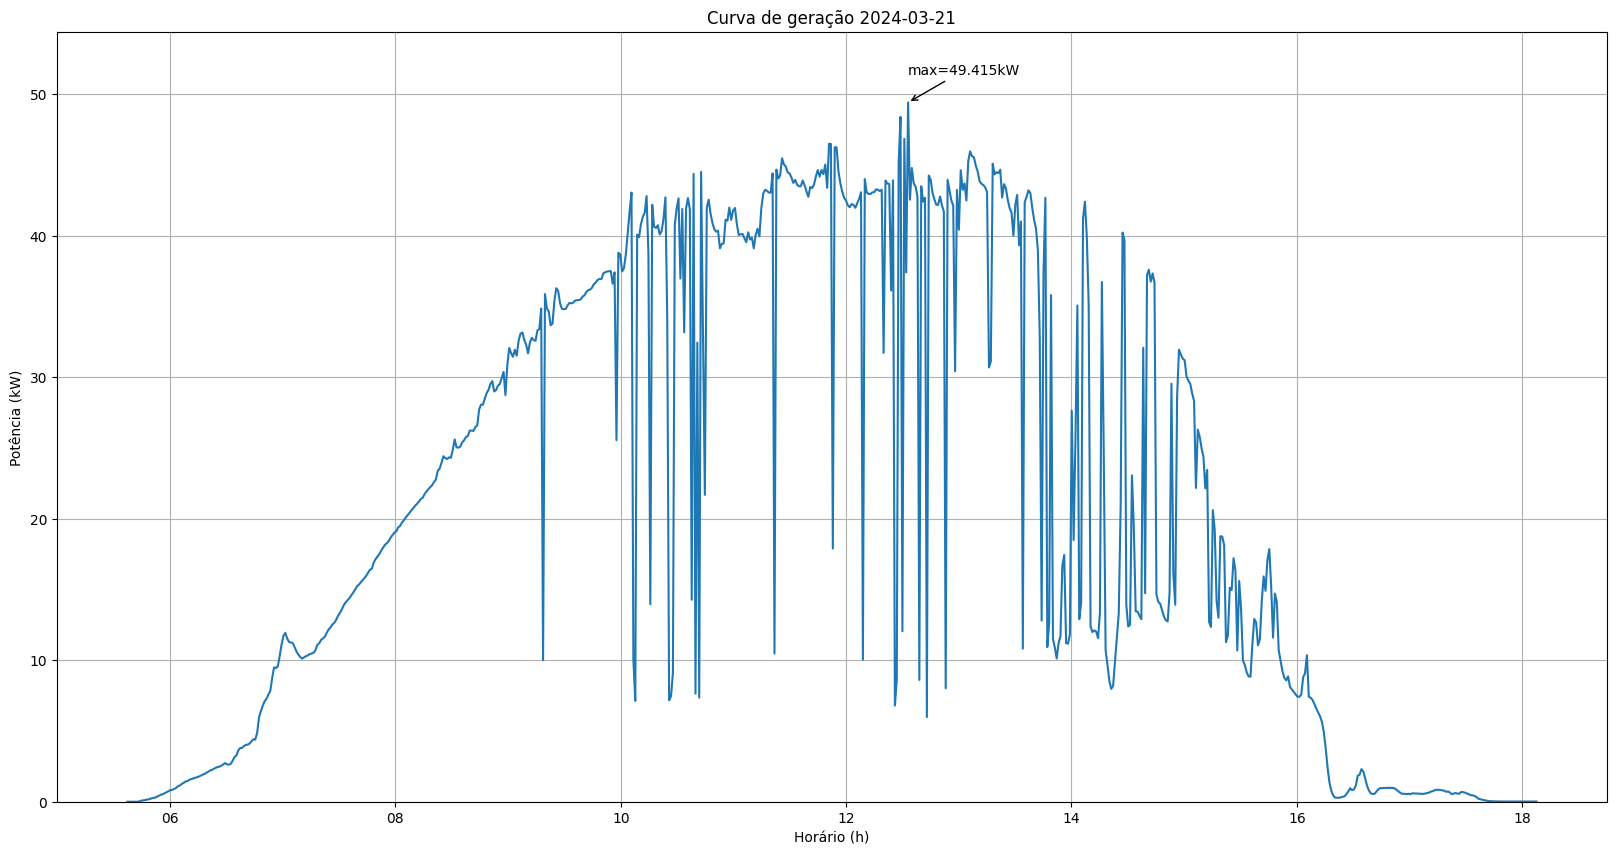 Curva de geração 2024-03-21
max=49.415kW
Potência (kW)
50
40
30
20
10
0
06 08 10 12 14 16 18
Horário (h)